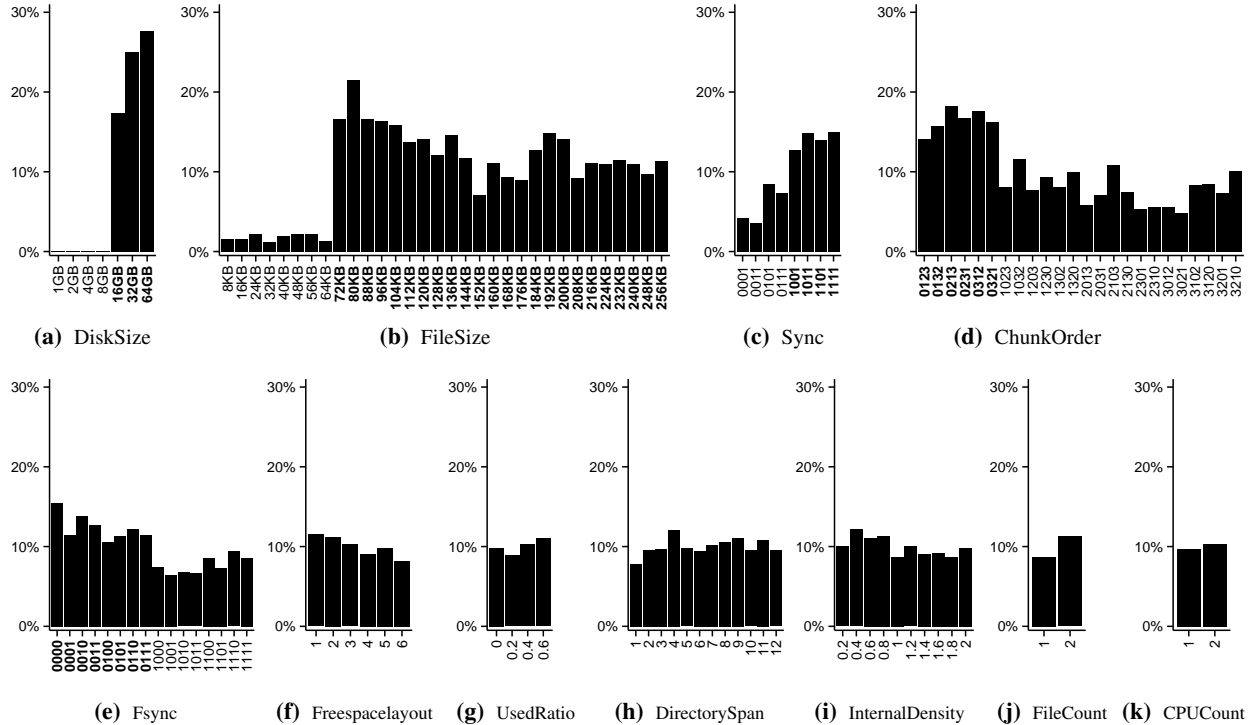 30%
20%
10%
0%
1GB
2GB
4GB
8GB
16GB
32GB
64GB
(a) DiskSize
30%
20%
10%
0%
8KB
16KB
24KB
32KB
40KB
48KB
56KB
64KB
72KB
80KB
88KB
96KB
104KB
112KB
120KB
128KB
136KB
144KB
152KB
160KB
168KB
176KB
184KB
192KB
200KB
208KB
216KB
224KB
232KB
240KB
248KB
256KB
(b) FileSize
30%
20%
10%
0%
0001
0011
0101
0111
1001
1011
1101
1111
(c) Sync
30%
20%
10%
0%
0123
0132
0213
0231
0312
0321
1023
1032
1203
1230
1302
1320
2013
2031
2103
2130
2301
2310
3012
3021
3102
3120
3201
3210
(d) ChunkOrder
30%
20%
10%
0%
0000
0001
0010
0011
0100
0101
0110
0111
1000
1001
1010
1011
1100
1101
1110
1111
(e) Fsync
30%
20%
10%
0%
1
2
3
4
5
6
(f) Freespacelayout
30%
20%
10%
0%
0
0.2
0.4
0.6
(g) UsedRatio
30%
20%
10%
0%
1
2
3
4
5
6
7
8
9
10
11
12
(h) DirectorySpan
30%
20%
10%
0%
0.2
0.4
0.6
0.8
1
1.2
1.4
1.6
1.8
2
(i) InternalDensity
30%
20%
10%
0%
1
2
(j) FileCount
30%
20%
10%
0%
1
2
(k) CPUCount